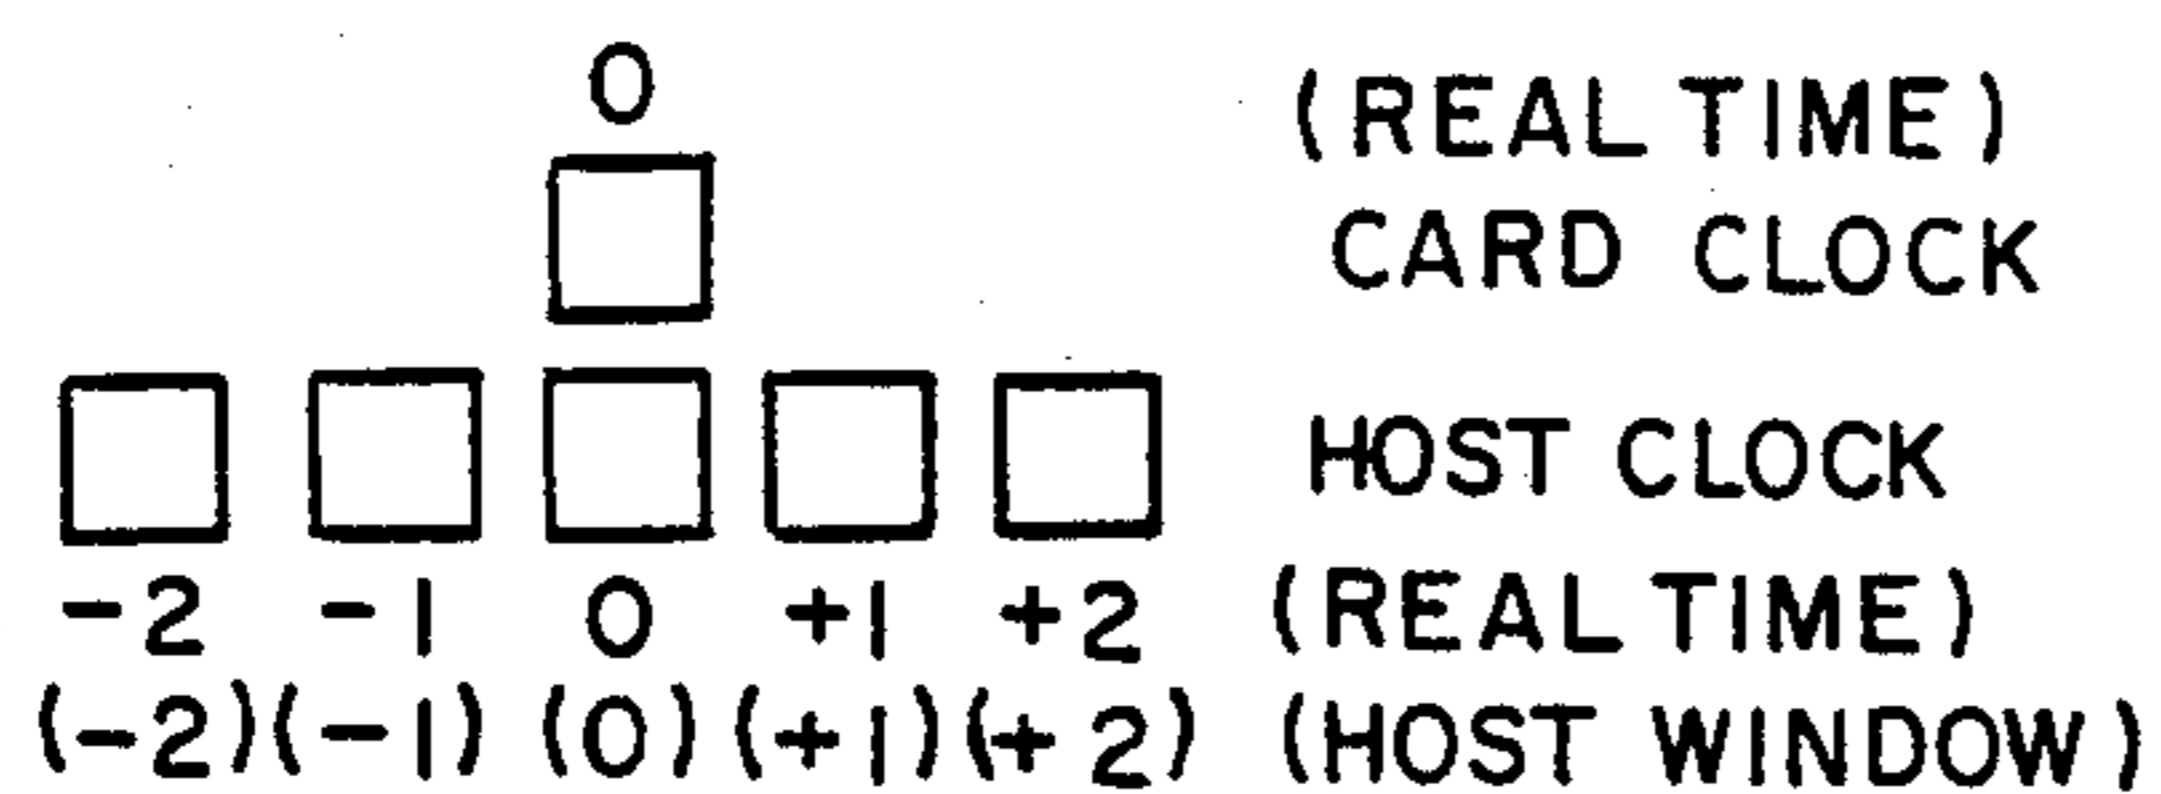 0 (REAL TIME)
CARD CLOCK
HOST CLOCK
-2 -1 0 +1 +2 (REAL TIME)
(-2) (-1) (0) (+1) (+2) (HOST WINDOW)